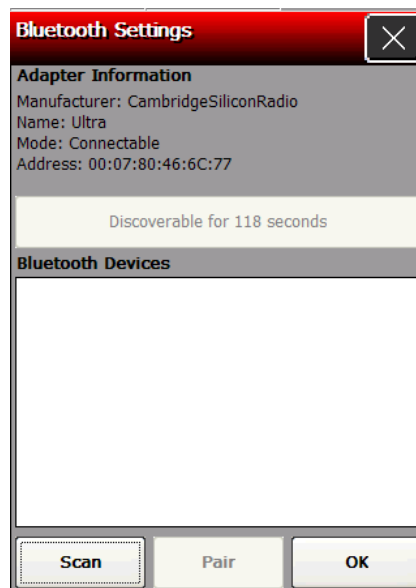 Bluetooth Settings
Adapter Information
Manufacturer: CambridgeSiliconRadio
Name: Ultra
Mode: Connectable
Address: 00:07:80:46:6C:77
Discoverable for 118 seconds
Bluetooth Devices
Scan
Pair
OK